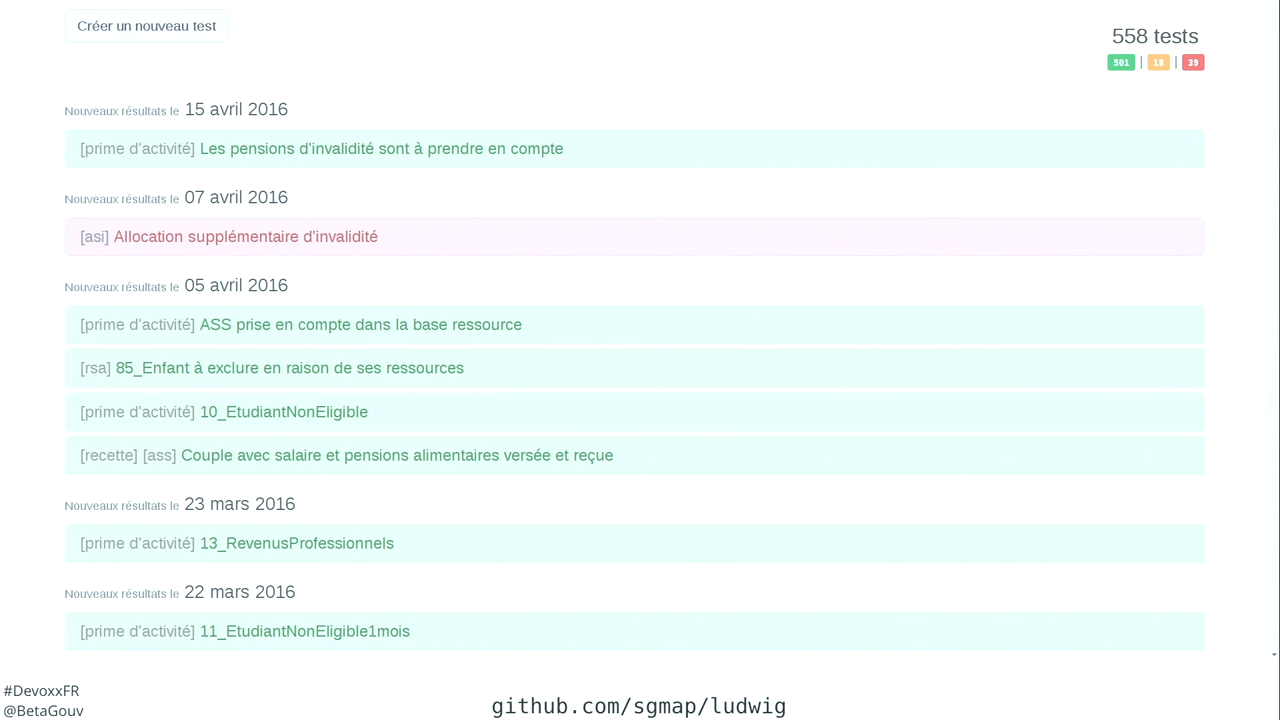 Créer un nouveau test
558 tests
501 | 18 | 39
Nouveaux résultats le 15 avril 2016
[prime d'activité] Les pensions d'invalidité sont à prendre en compte
Nouveaux résultats le 07 avril 2016
[asi] Allocation supplémentaire d'invalidité
Nouveaux résultats le 05 avril 2016
[prime d'activité] ASS prise en compte dans la base ressource
[rsa] 85_Enfant à exclure en raison de ses ressources
[prime d'activité] 10_EtudiantNonEligible
[recette] [ass] Couple avec salaire et pensions alimentaires versée et reçue
Nouveaux résultats le 23 mars 2016
[prime d'activité] 13_RevenusProfessionnels
Nouveaux résultats le 22 mars 2016
[prime d'activité] 11_EtudiantNonEligible1mois
#DevoxxFR
@BetaGouv
github.com/sgmap/ludwig